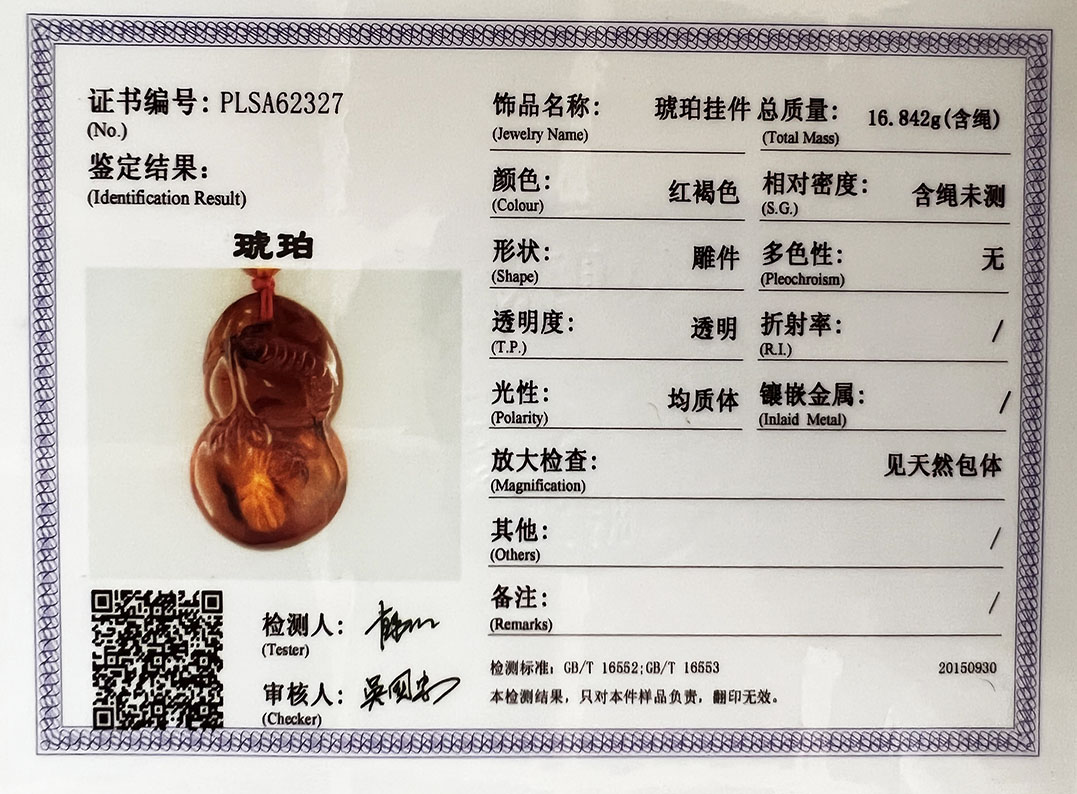 证书编号：PLSA62327
(No.)
鉴定结果：
(Identification Result)
琥珀
检测人：
(Tester)
审核人：
(Checker)
饰品名称： 琥珀挂件
(Jewelry Name)
总质量： 16.842g(含绳)
(Total Mass)
颜色： 红褐色
(Colour)
相对密度： 含绳未测
(S.G.)
形状： 雕件
(Shape)
多色性： 无
(Pleochroism)
透明度： 透明
(T.P.)
折射率： /
(R.I.)
光性： 均质体
(Polarity)
镶嵌金属： /
(Inlaid Metal)
放大检查： 见天然包体
(Magnification)
其他： /
(Others)
备注： /
(Remarks)
检测标准：GB/T 16552;GB/T 16553 20150930
本检测结果，只对本件样品负责，翻印无效。